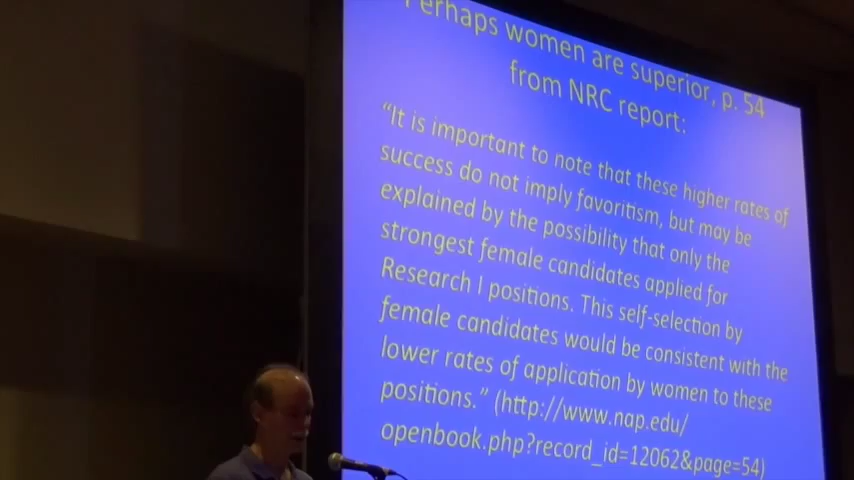 Perhaps women are superior, p. 54
from NRC report:
“It is important to note that these higher rates of
success do not imply favoritism, but may be
explained by the possibility that only the
strongest female candidates applied for
Research I positions. This self-selection by
female candidates would be consistent with the
lower rates of application by women to these
positions.” (http://www.nap.edu/
openbook.php?record_id=12062&page=54)